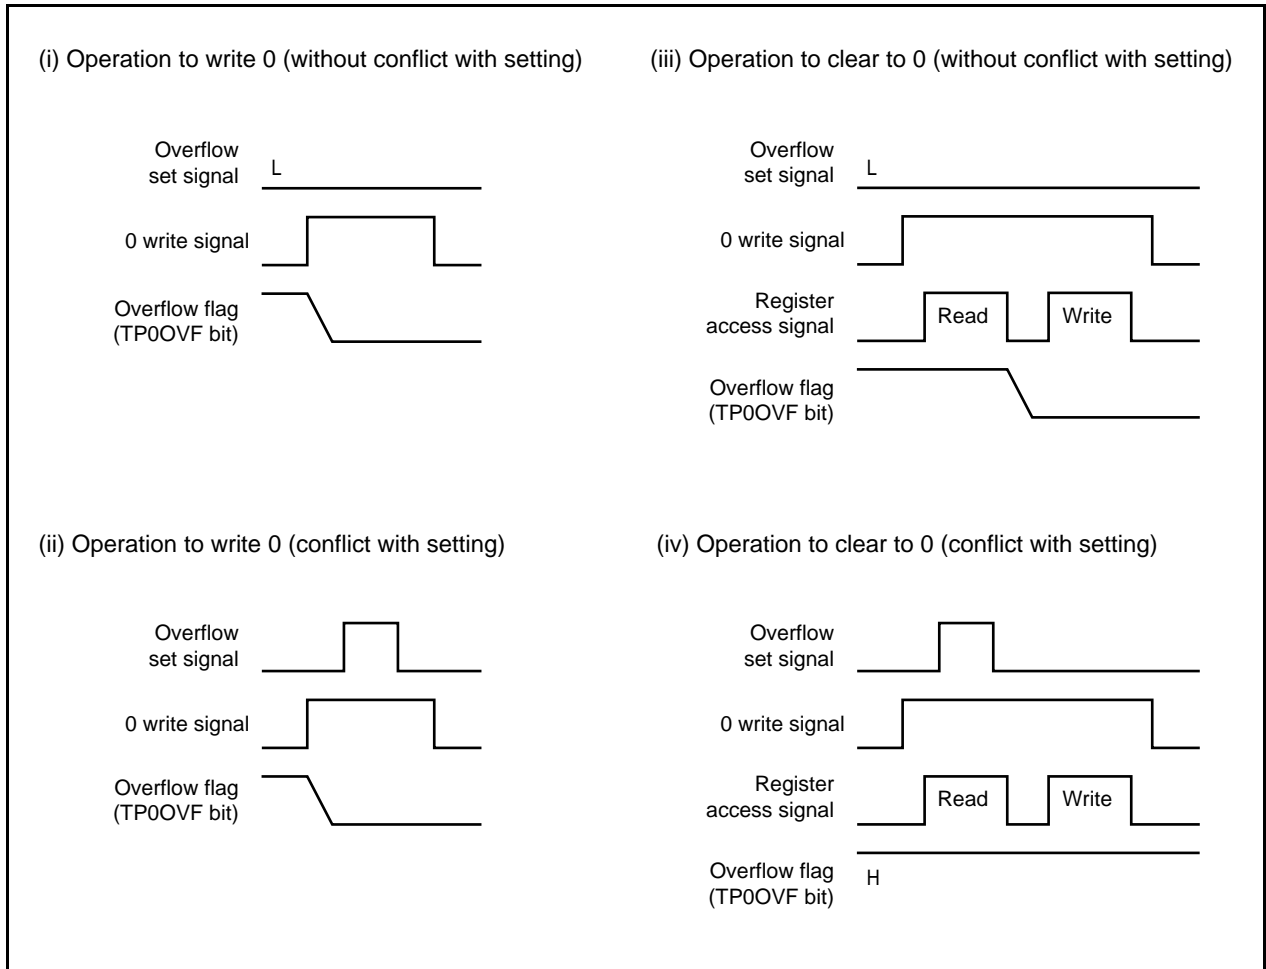 (i) Operation to write 0 (without conflict with setting)
Overflow
set signal
L
0 write signal
Overflow flag
(TP0OVF bit)
(iii) Operation to clear to 0 (without conflict with setting)
Overflow
set signal
L
0 write signal
Register
access signal
Read
Write
Overflow flag
(TP0OVF bit)
(ii) Operation to write 0 (conflict with setting)
Overflow
set signal
0 write signal
Overflow flag
(TP0OVF bit)
(iv) Operation to clear to 0 (conflict with setting)
Overflow
set signal
0 write signal
Register
access signal
Read
Write
Overflow flag
(TP0OVF bit)
H